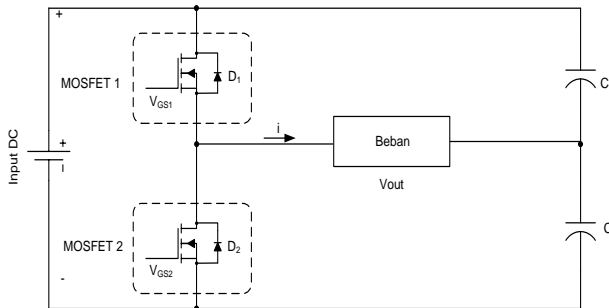 +
MOSFET 1
D1
VGS1
C
Input DC
+
-
i
Beban
Vout
MOSFET 2
D2
VGS2
C
-